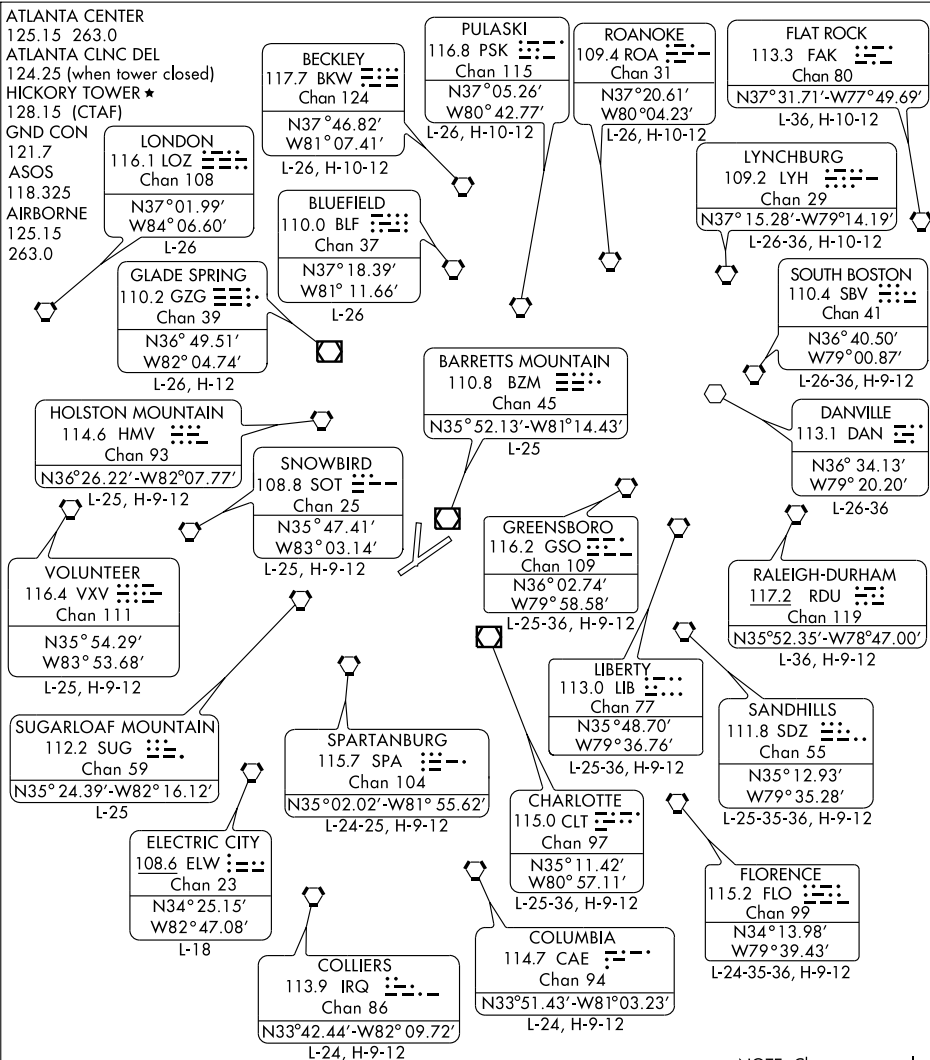 ATLANTA CENTER
125.15 263.0
ATLANTA CLNC DEL
124.25 (when tower closed)
HICKORY TOWER ★
128.15 (CTAF)
GND CON
121.7
ASOS
118.325
AIRBORNE
125.15
263.0
BECKLEY
117.7 BKW
Chan 124
N37°46.82'
W81°07.41'
L-26, H-10-12
PULASKI
116.8 PSK
Chan 115
N37°05.26'
W80°42.77'
L-26, H-10-12
ROANOKE
109.4 ROA
Chan 31
N37°20.61'
W80°04.23'
L-26, H-10-12
FLAT ROCK
113.3 FAK
Chan 80
N37°31.71'-W77°49.69'
L-36, H-10-12
LONDON
116.1 LOZ
Chan 108
N37°01.99'
W84°06.60'
L-26
BLUEFIELD
110.0 BLF
Chan 37
N37°18.39'
W81°11.66'
L-26
LYNCHBURG
109.2 LYH
Chan 29
N37°15.28'-W79°14.19'
L-26-36, H-10-12
GLADE SPRING
110.2 GZG
Chan 39
N36°49.51'
W82°04.74'
L-26, H-12
SOUTH BOSTON
110.4 SBV
Chan 41
N36°40.50'
W79°00.87'
L-26-36, H-9-12
BARRETTS MOUNTAIN
110.8 BZM
Chan 45
N35°52.13'-W81°14.43'
L-25
HOLSTON MOUNTAIN
114.6 HMV
Chan 93
N36°26.22'-W82°07.77'
L-25, H-9-12
DANVILLE
113.1 DAN
N36°34.13'
W79°20.20'
L-26-36
SNOWBIRD
108.8 SOT
Chan 25
N35°47.41'
W83°03.14'
L-25, H-9-12
GREENSBORO
116.2 GSO
Chan 109
N36°02.74'
W79°58.58'
L-25-36, H-9-12
VOLUNTEER
116.4 VXV
Chan 111
N35°54.29'
W83°53.68'
L-25, H-9-12
RALEIGH-DURHAM
117.2 RDU
Chan 119
N35°52.35'-W78°47.00'
L-36, H-9-12
LIBERTY
113.0 LIB
Chan 77
N35°48.70'
W79°36.76'
L-25-36, H-9-12
SUGARLOAF MOUNTAIN
112.2 SUG
Chan 59
N35°24.39'-W82°16.12'
L-25
SPARTANBURG
115.7 SPA
Chan 104
N35°02.02'-W81°55.62'
L-24-25, H-9-12
SANDHILLS
111.8 SDZ
Chan 55
N35°12.93'
W79°35.28'
L-25-35-36, H-9-12
CHARLOTTE
115.0 CLT
Chan 97
N35°11.42'
W80°57.11'
L-25-36, H-9-12
ELECTRIC CITY
108.6 ELW
Chan 23
N34°25.15'
W82°47.08'
L-18
FLORENCE
115.2 FLO
Chan 99
N34°13.98'
W79°39.43'
L-24-35-36, H-9-12
COLUMBIA
114.7 CAE
Chan 94
N33°51.43'-W81°03.23'
L-24, H-9-12
COLLIERS
113.9 IRQ
Chan 86
N33°42.44'-W82°09.72'
L-24, H-9-12